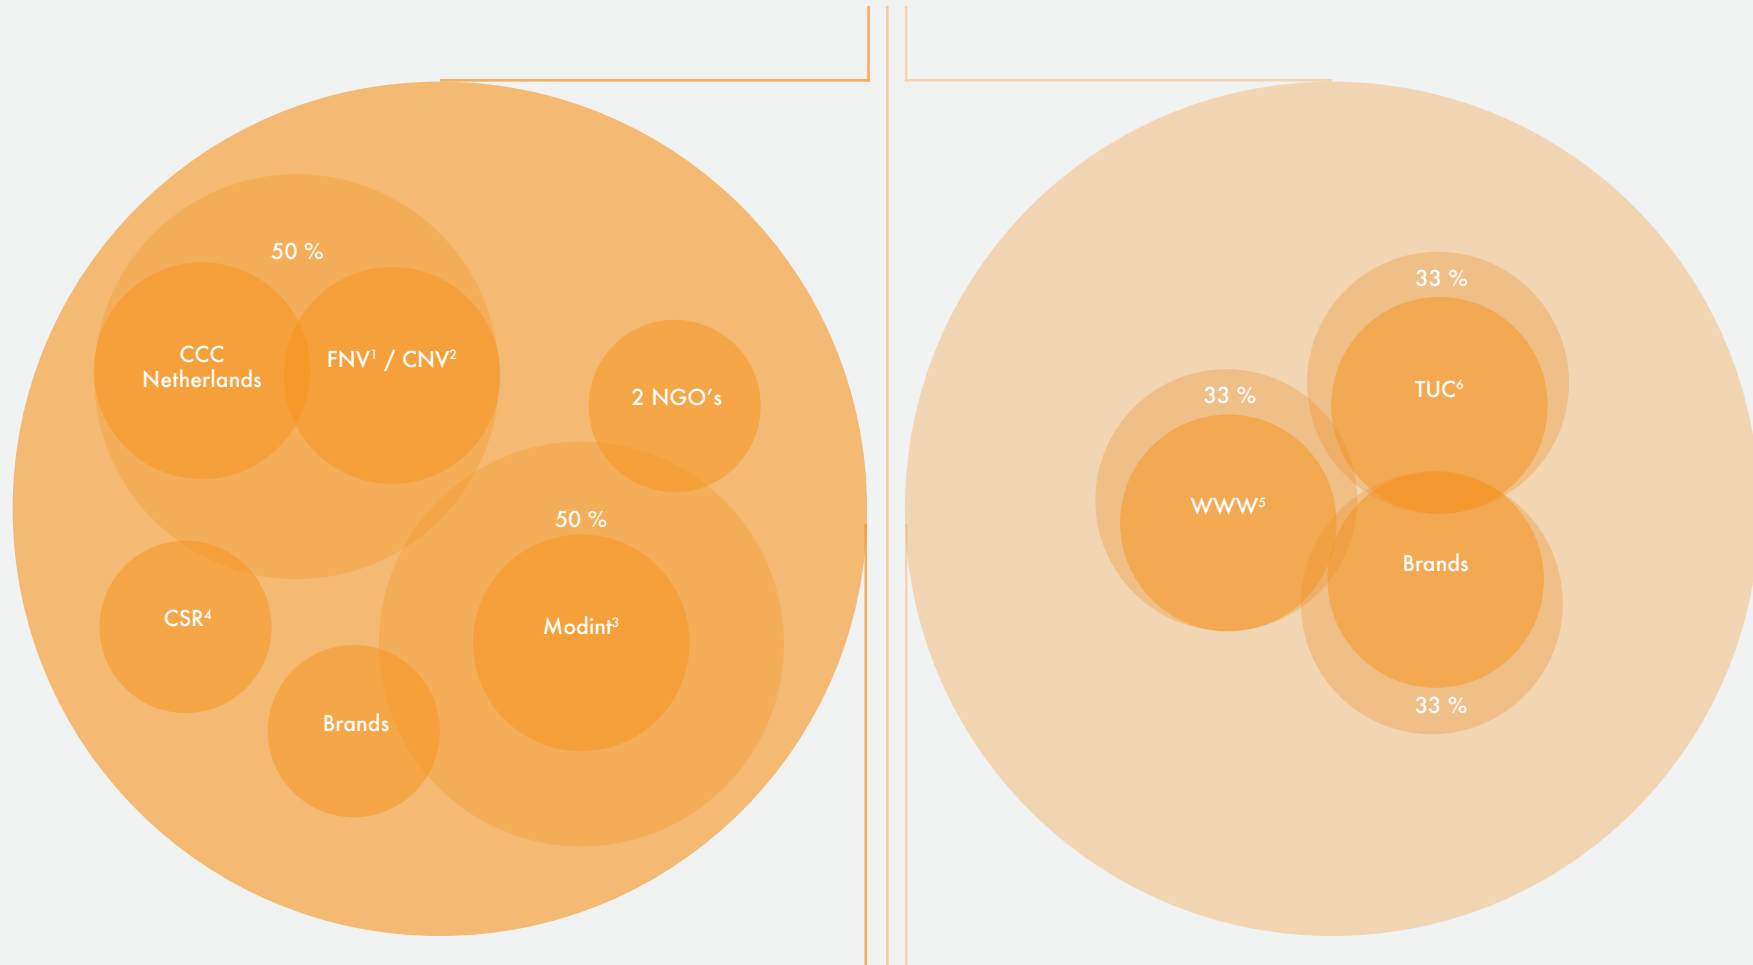 50 %
CCC
Netherlands
FNV¹ / CNV²
2 NGO’s
50 %
Modint³
CSR⁴
Brands
33 %
TUC⁶
33 %
WWW⁵
Brands
33 %